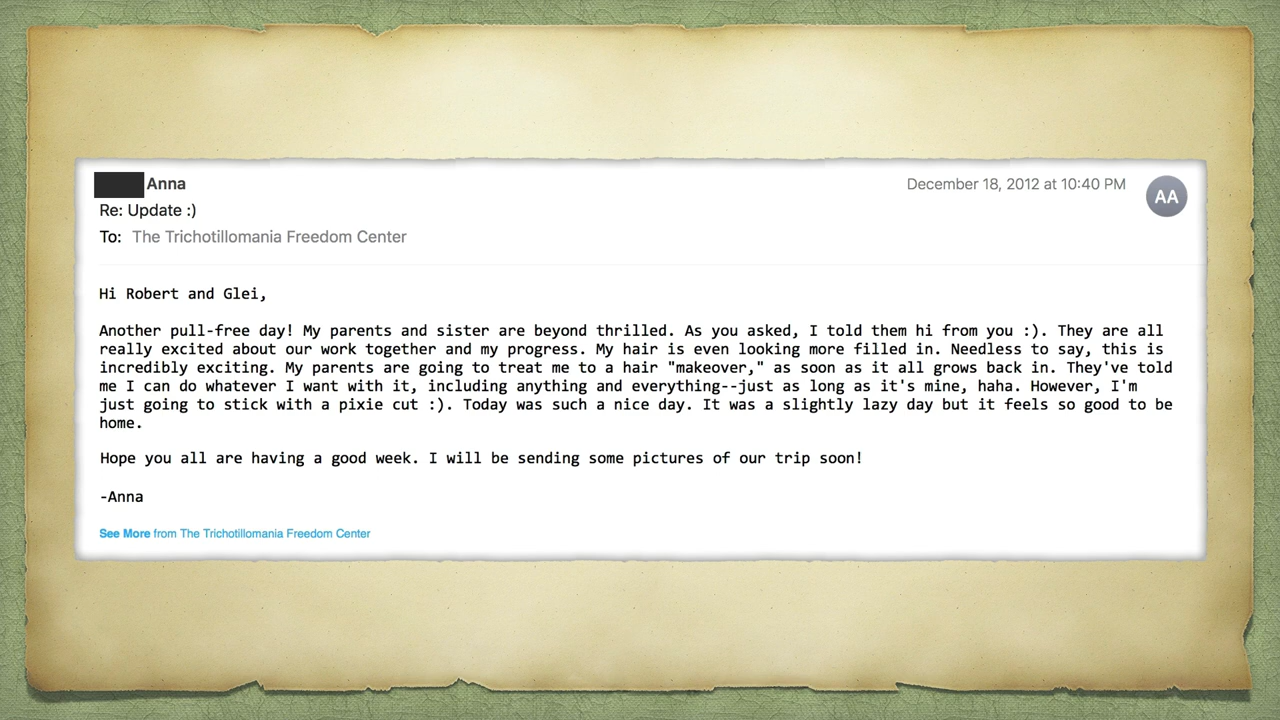 Anna
December 18, 2012 at 10:40 PM
AA
Re: Update :)
To: The Trichotillomania Freedom Center
Hi Robert and Glei,
Another pull-free day! My parents and sister are beyond thrilled. As you asked, I told them hi from you :). They are all
really excited about our work together and my progress. My hair is even looking more filled in. Needless to say, this is
incredibly exciting. My parents are going to treat me to a hair "makeover," as soon as it all grows back in. They've told
me I can do whatever I want with it, including anything and everything--just as long as it's mine, haha. However, I'm
just going to stick with a pixie cut :). Today was such a nice day. It was a slightly lazy day but it feels so good to be
home.
Hope you all are having a good week. I will be sending some pictures of our trip soon!
-Anna
See More from The Trichotillomania Freedom Center